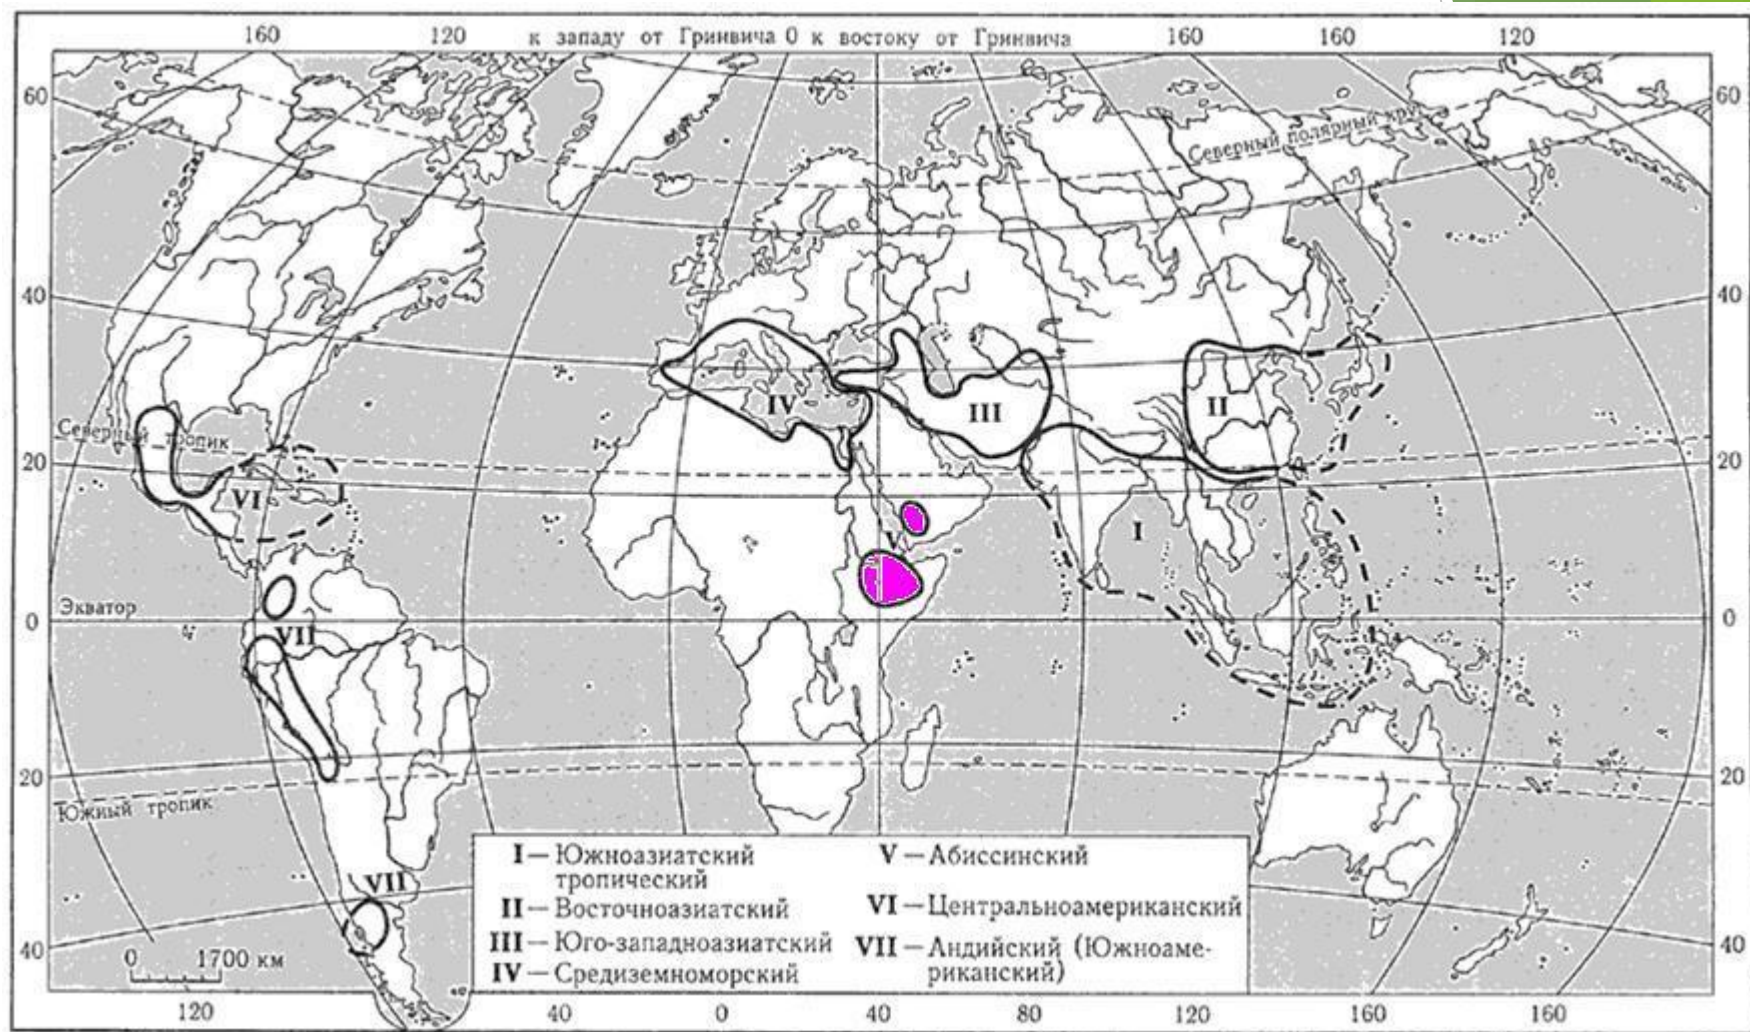 160 120 к западу от Гринвича 0 к востоку от Гринвича 160 160 120
60 60
Северный полярный круг
40 40
IV III II
Северный тропик
20 20
VI
I
V
Экватор
0 0
VII
20 20
Южный тропик
VII
40 40
0 1700 км
I — Южноазиатский
тропический
II — Восточноазиатский
III — Юго-западноазиатский
IV — Средиземноморский
V — Абиссинский
VI — Центральноамериканский
VII — Андийский (Южноаме-
риканский)
120 40 0 40 80 120 160 160